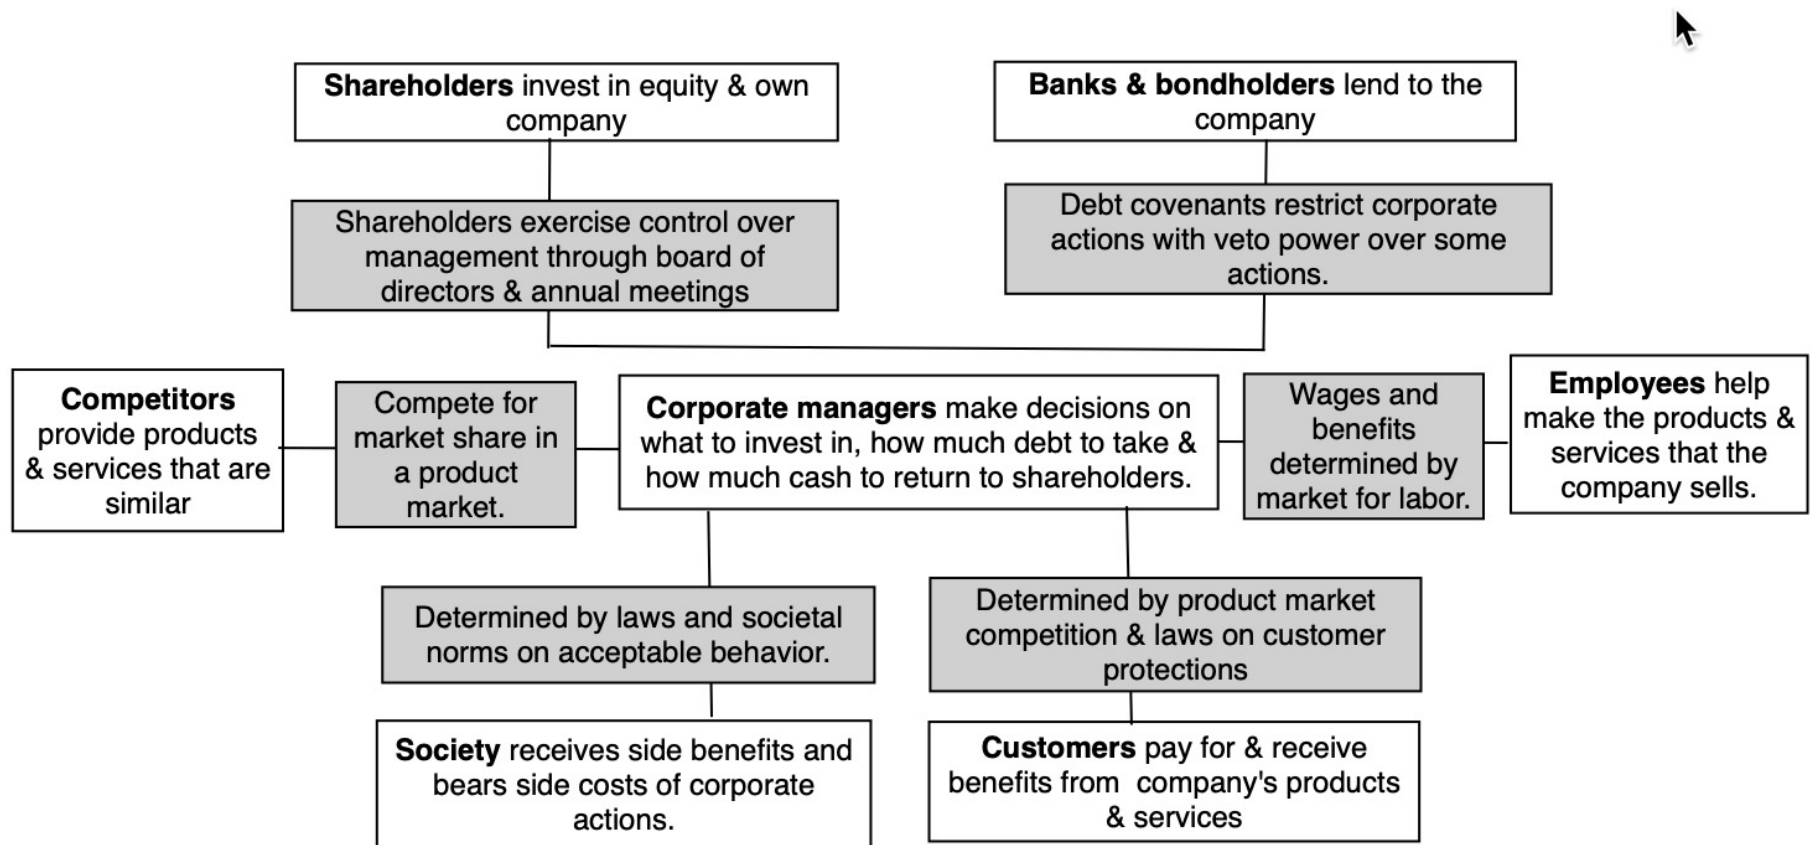 Shareholders invest in equity & own
company
Banks & bondholders lend to the
company
Shareholders exercise control over
management through board of
directors & annual meetings
Debt covenants restrict corporate
actions with veto power over some
actions.
Competitors
provide products
& services that are
similar
Compete for
market share in
a product
market.
Corporate managers make decisions on
what to invest in, how much debt to take &
how much cash to return to shareholders.
Wages and
benefits
determined by
market for labor.
Employees help
make the products &
services that the
company sells.
Determined by laws and societal
norms on acceptable behavior.
Determined by product market
competition & laws on customer
protections
Society receives side benefits and
bears side costs of corporate
actions.
Customers pay for & receive
benefits from  company's products
& services